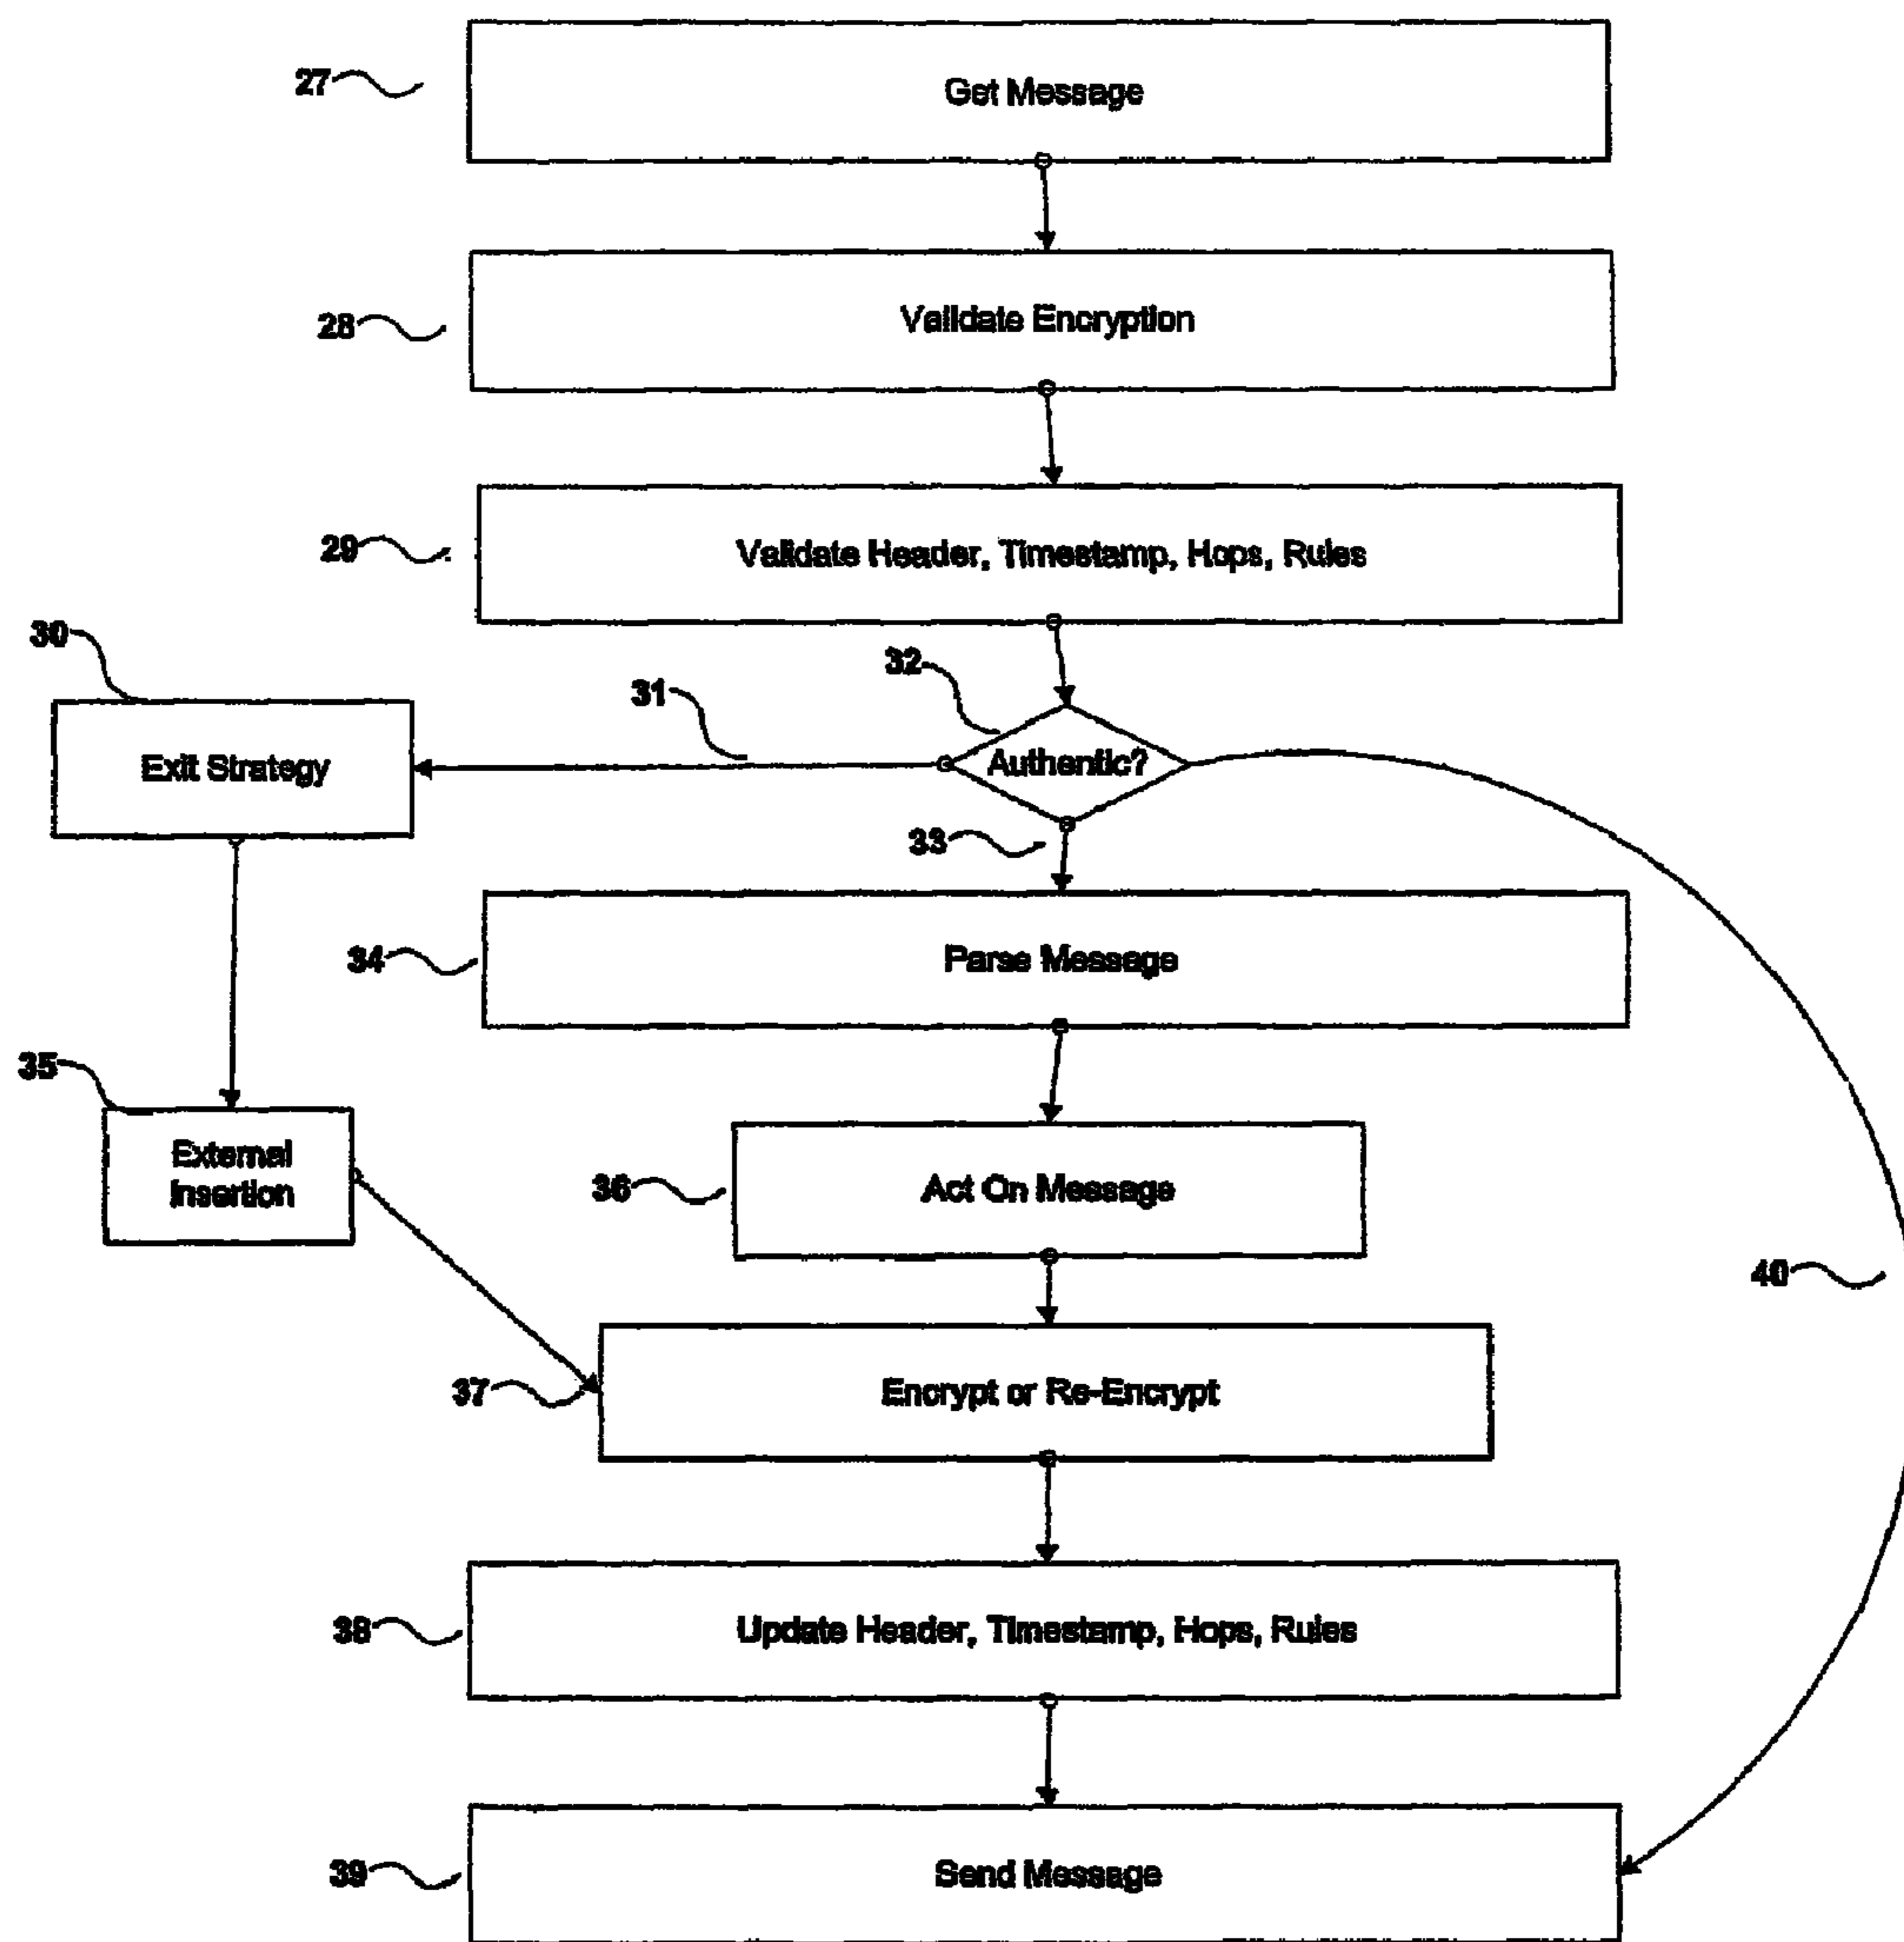 27
Get Message
28
Validate Encryption
29
Validate Header, Timestamp, Hops, Rules
30
31
32
Exit Strategy
Authentic?
33
34
Parse Message
35
External
Insertion
36
Act On Message
40
37
Encrypt or Re-Encrypt
38
Update Header, Timestamp, Hops, Rules
39
Send Message